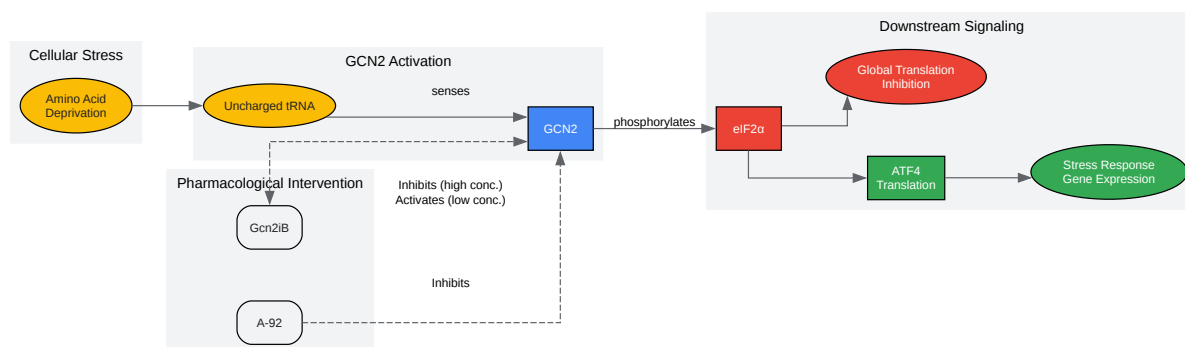 Cellular Stress
Amino Acid
Deprivation
GCN2 Activation
Uncharged tRNA
senses
GCN2
Pharmacological Intervention
Inhibits (high conc.)
Activates (low conc.)
Gcn2iB
Inhibits
A-92
phosphorylates
Downstream Signaling
eIF2α
Global Translation
Inhibition
ATF4
Translation
Stress Response
Gene Expression